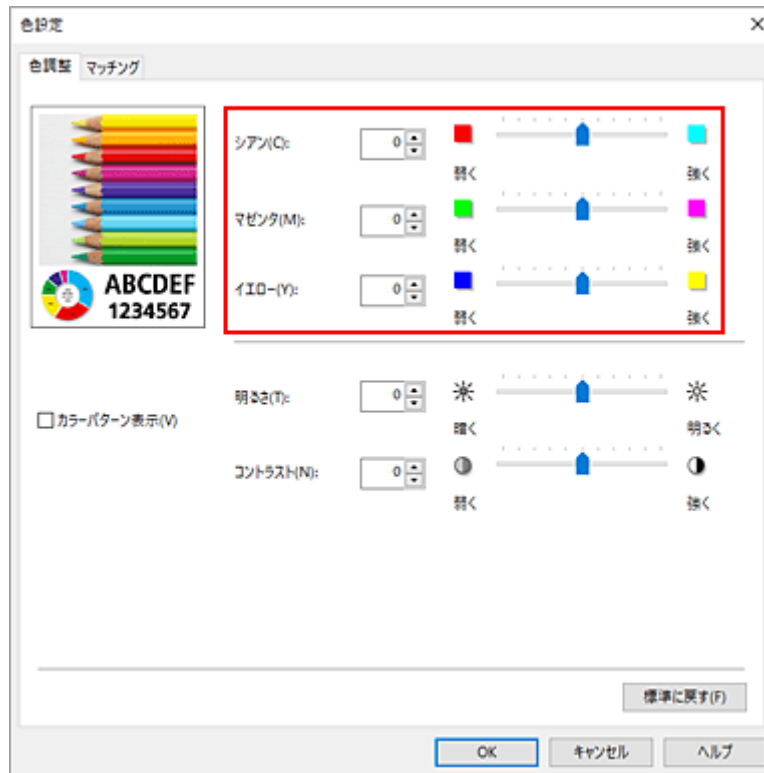 色設定
色調整 マッチング
シアン(C): 0
弱く 強く
マゼンタ(M): 0
弱く 強く
ABCDEF
1234567
イエロー(Y): 0
弱く 強く
カラーパターン表示(V)
明るさ(T): 0
暗く 明るく
コントラスト(N): 0
弱く 強く
標準に戻す(F)
OK キャンセル ヘルプ